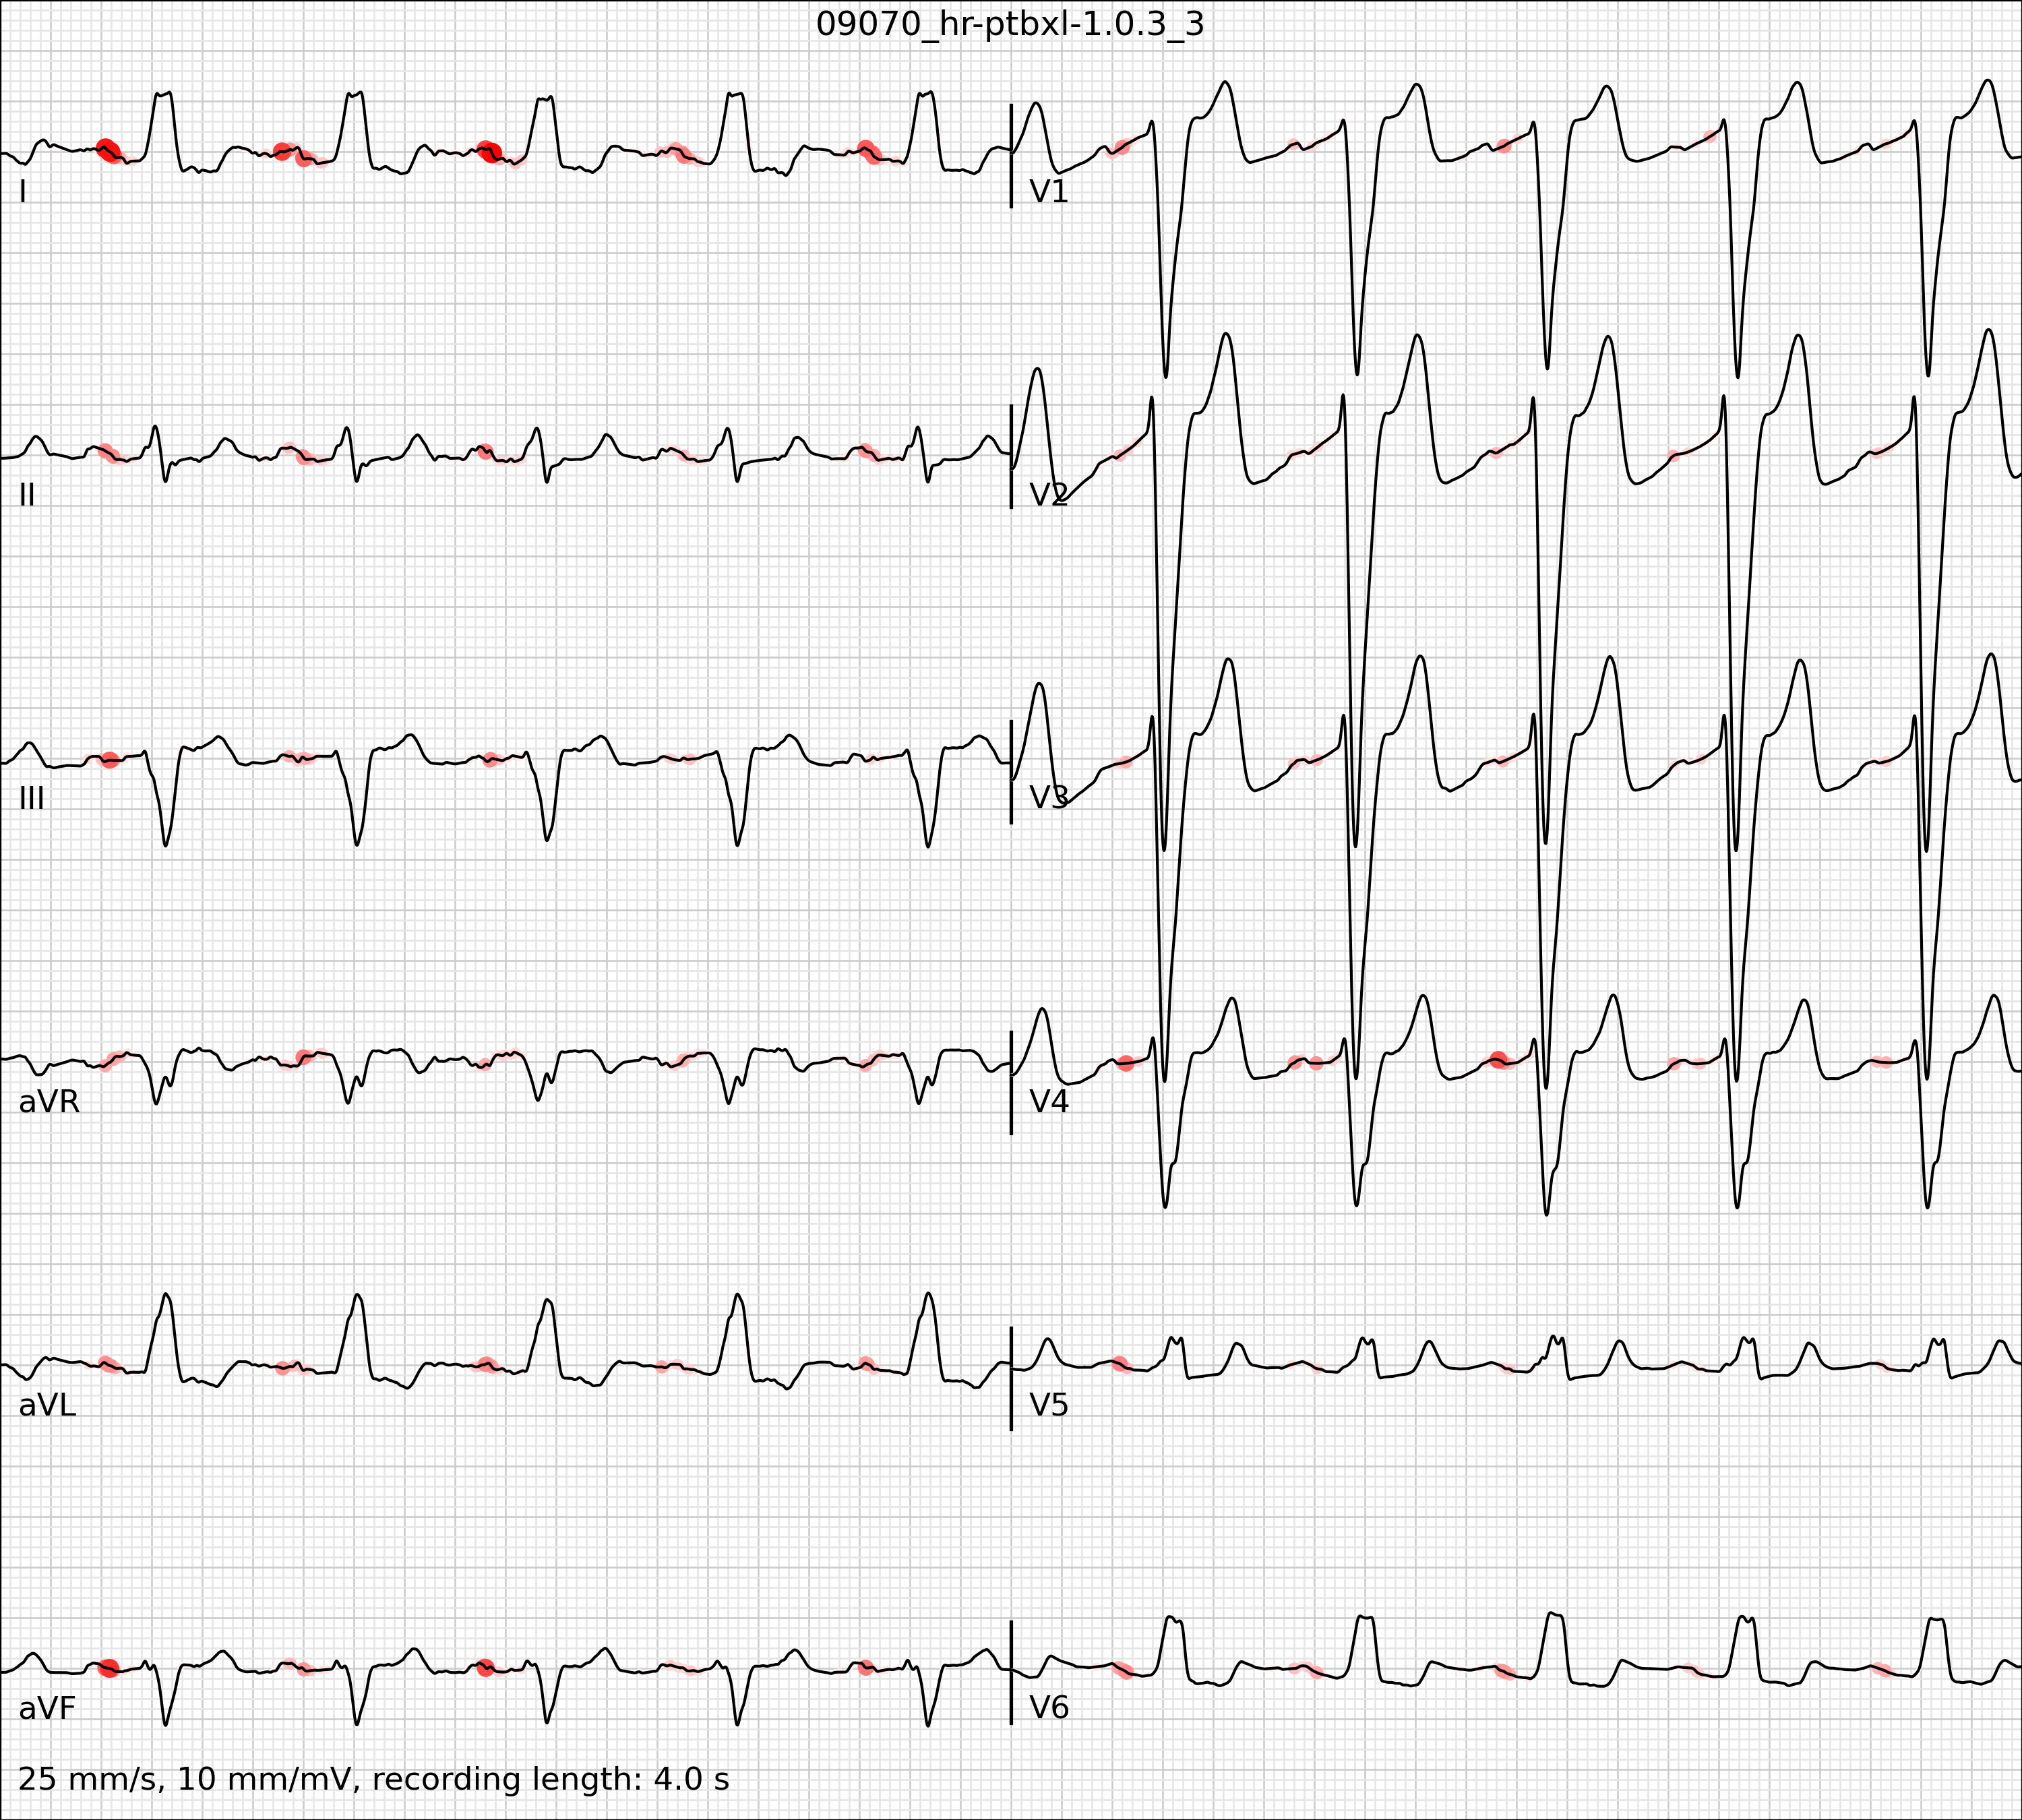 09070_hr-ptbxl-1.0.3_3
I
V1
II
V2
III
V3
aVR
V4
aVL
V5
aVF
V6
25 mm/s, 10 mm/mV, recording length: 4.0 s